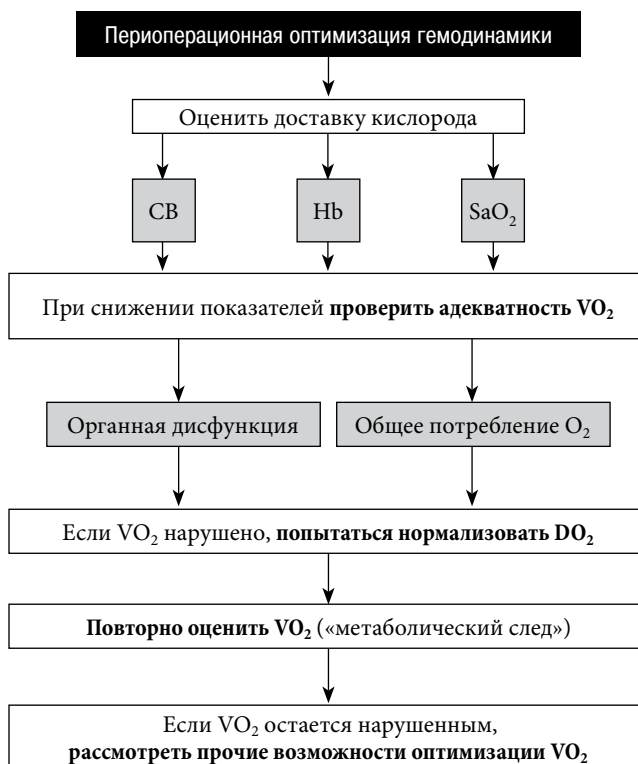 Периоперационная оптимизация гемодинамики
Оценить доставку кислорода
СВ
Hb
SaO₂
При снижении показателей проверить адекватность VO₂
Органная дисфункция
Общее потребление O₂
Если VO₂ нарушено, попытаться нормализовать DO₂
Повторно оценить VO₂ («метаболический след»)
Если VO₂ остается нарушенным,
рассмотреть прочие возможности оптимизации VO₂